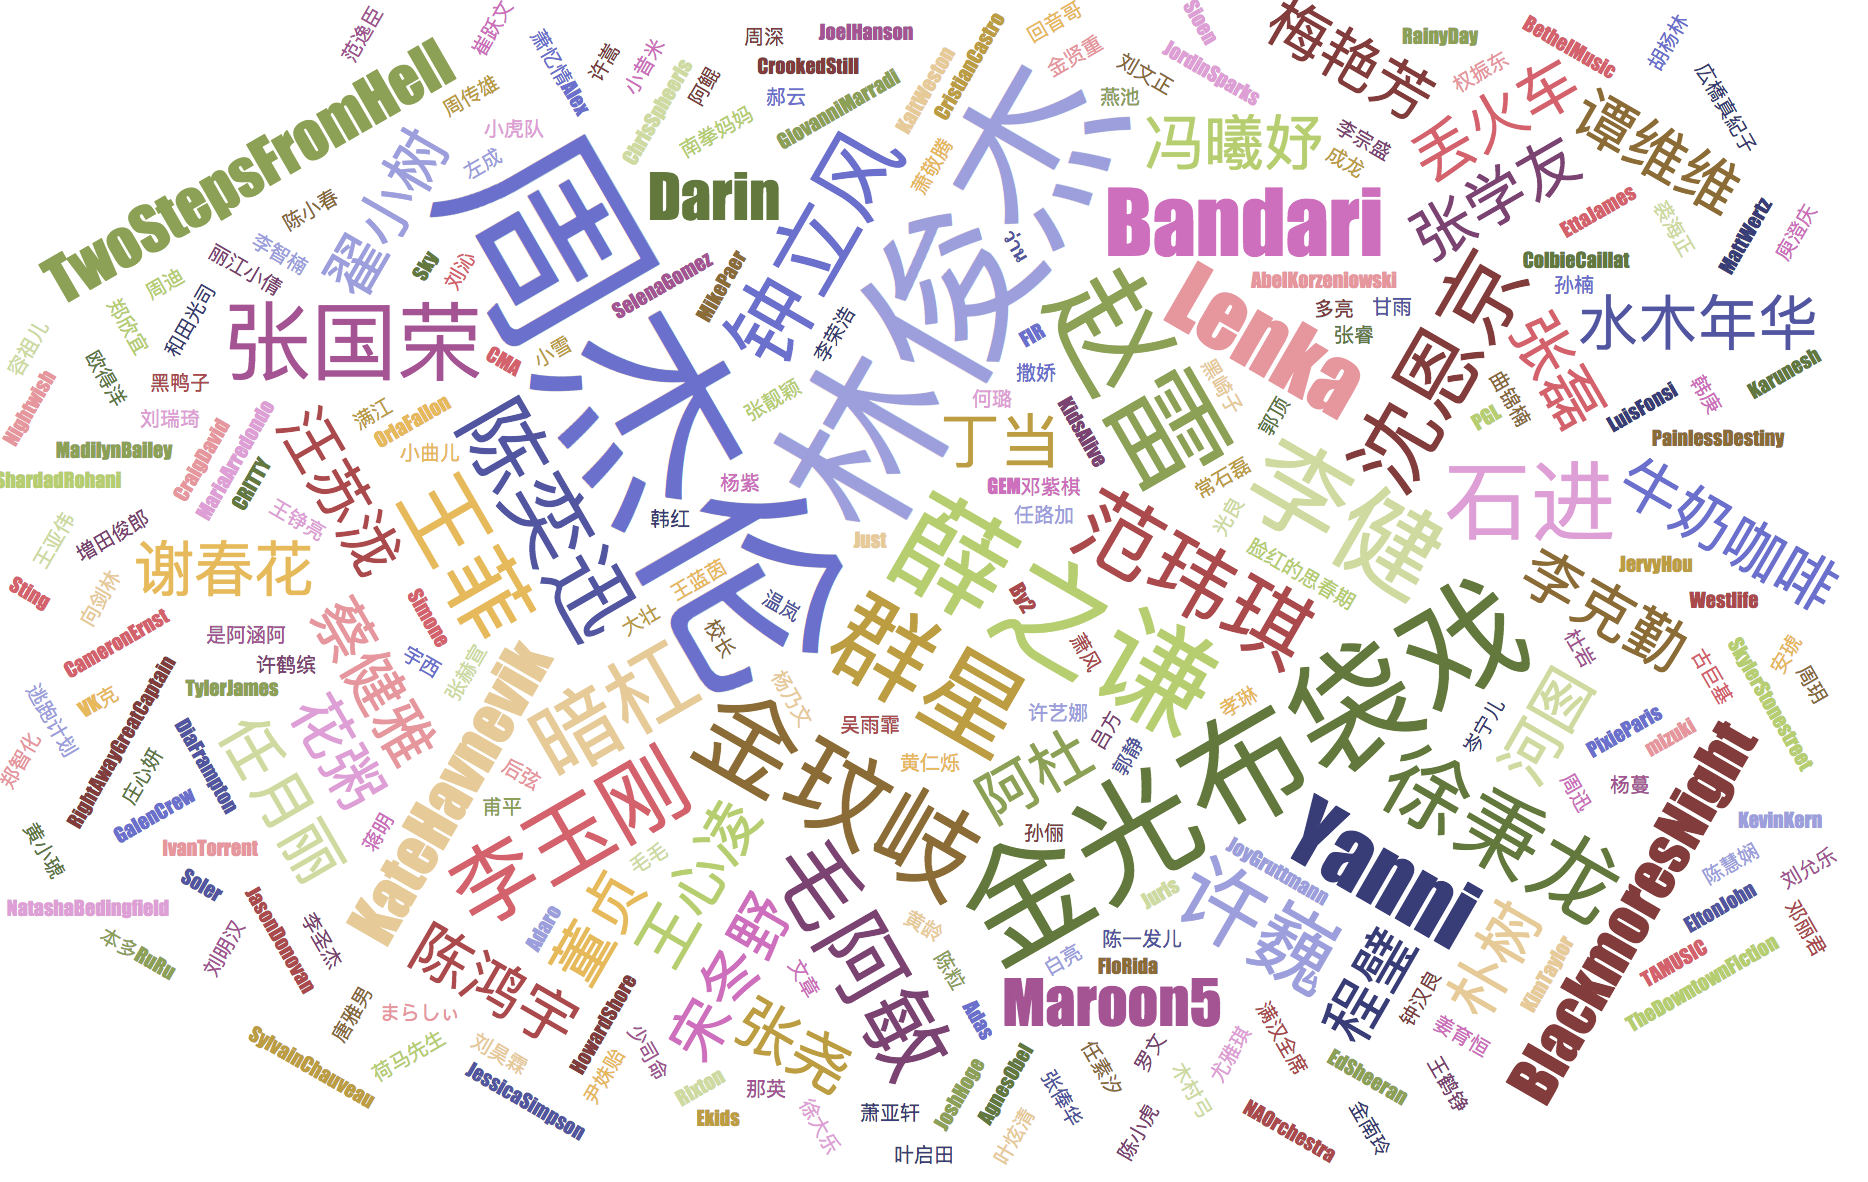 范逸臣
崔跃文
萧忆情Alex
许嵩
小昔米
周深
JoelHanson
CrookedStill
阿鲲
郝云
ChrisSpheeris
南拳妈妈
GiovanniMarradi
KariWeston
CristianCastro
回音哥
金贤重
刘文正
燕池
Sloen
JordinSparks
梅艳芳
RainyDay
BethelMusic
权振东
胡杨林
広橋真紀子
TwoStepsFromHell
周传雄
小虎队
左成
翟小树
陈小春
李智楠
丽江小倩
周迪
郑欣宜
和田光司
Sky
刘沁
周杰伦
Darin
钟立风
萧敬腾
林俊杰
ว่าน
冯曦妤
李宗盛
成龙
丢火车
谭维维
张学友
Bandari
EttaJames
裘海正
MattWertz
庾澄庆
ColbieCaillat
孙楠
AbelKorzeniowski
多亮
甘雨
张睿
SelenaGomez
MikePaer
李荣浩
FIR
撒娇
赵雷
Lenka
沈恩京
水木年华
张磊
容祖儿
欧得洋
黑鸭子
张国荣
CMA
小雪
Nightwish
刘瑞琦
满江
OrlaFallon
小曲儿
张靓颖
何璐
丁当
KidsAlive
郭顶
曲锦楠
PGL
LuisFonsi
韩庚
Karunesh
PainlessDestiny
MadilynBailey
ShardadRohani
CraigDavid
MariaArredondo
CRITTY
汪苏泷
王铮亮
陈奕迅
杨紫
韩红
GEM邓紫棋
任路加
常石磊
光良
李健
石进
牛奶咖啡
王亚伟
增田俊郎
谢春花
王菲
Just
薛之谦
范玮琪
脸红的思春期
JervyHou
Westlife
李克勤
Sting
向剑林
CameronErnst
是阿涵阿
许鹤缤
蔡健雅
Simone
宇西
张赫宣
大壮
王蓝茵
温岚
校长
群星
By2
萧风
金光布袋戏
杜岩
古巨基
SkylerStonestreet
安琥
周玥
逃跑计划
VK克
RightAwayGreatCaptain
TylerJames
花粥
KateHavnevik
暗杠
杨乃文
吴雨霏
许艺娜
吕方
郭静
李琳
岑宁儿
河图
PixieParis
mizuki
郑智化
庄心妍
DiaFrampton
GalenCrew
任月丽
后弦
甫平
李玉刚
金玟岐
黄仁烁
阿杜
徐秉龙
周迅
杨蔓
BlackmoresNight
KevinKern
黄小琥
IvanTorrent
蒋明
毛毛
王心凌
孙俪
Yanni
JoyGruttmann
陈慧娴
刘允乐
Soler
NatashaBedingfield
JasonDonovan
李圣杰
本多RuRu
刘明汉
陈鸿宇
Adaro
董贞
宋冬野
毛阿敏
黄龄
Juris
许巍
朴树
EltonJohn
邓丽君
陈一发儿
白亮
FloRida
陈粒
程璧
钟汉良
KimTaylor
TAMUSIC
TheDowntownFiction
唐雅男
まらしぃ
HowardShore
文章
张尧
Maroon5
Adas
姜育恒
SylvainChauveau
荷马先生
刘昊霖
少司命
尹姝贻
JessicaSimpson
Rixton
那英
Ekids
徐大乐
萧亚轩
叶启田
JoshHoge
AgnesObel
叶炫清
张俸华
任素汐
罗文
陈小虎
木村弓
尤雅琪
满汉全席
NAOrchestra
EdSheeran
王鹤铮
金南玲